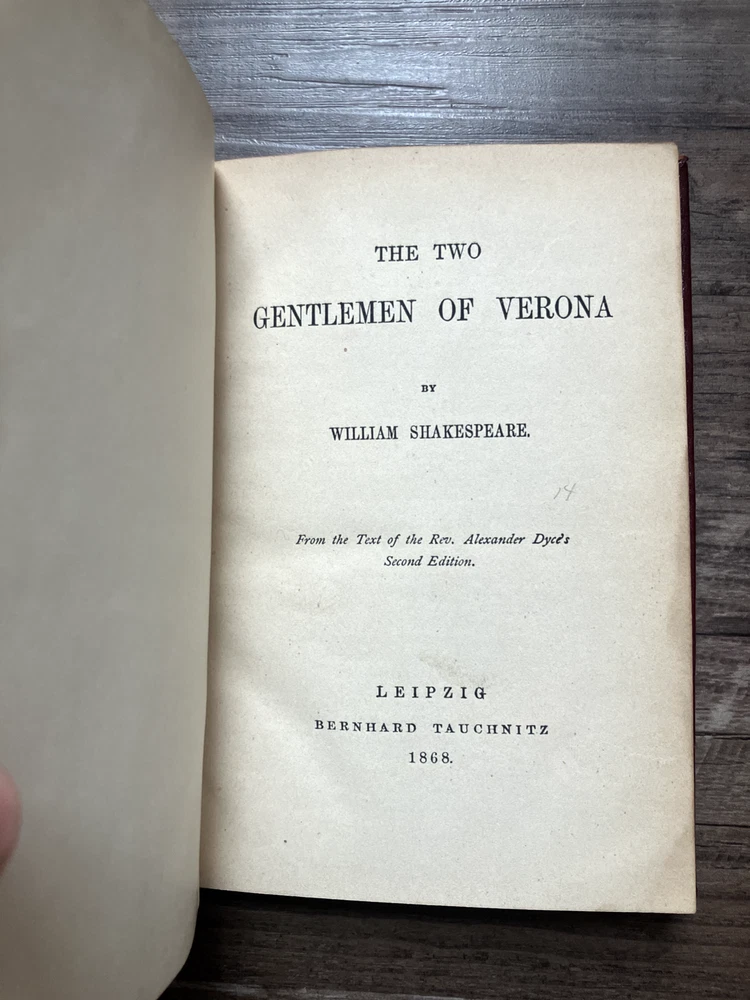 THE TWO
GENTLEMEN OF VERONA
BY
WILLIAM SHAKESPEARE.
14
From the Text of the Rev. Alexander Dyce's
Second Edition.
LEIPZIG
BERNHARD TAUCHNITZ
1868.